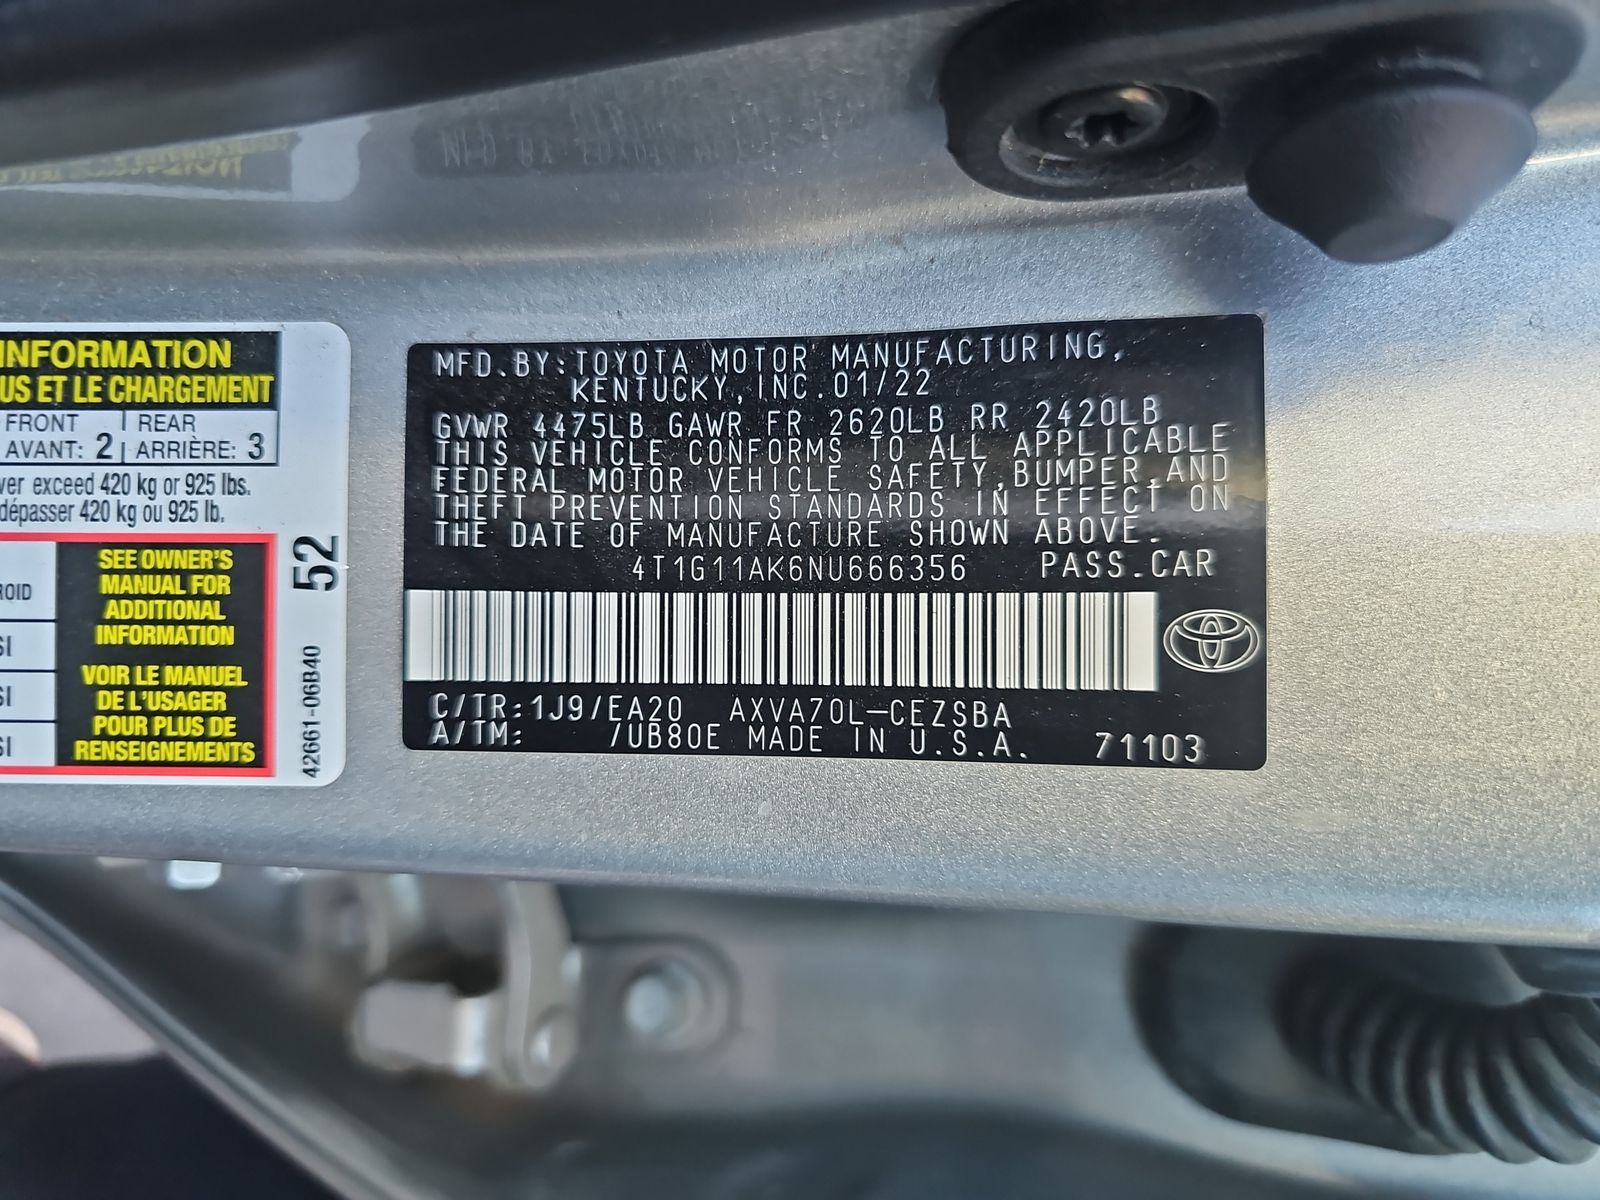 INFORMATION
US ET LE CHARGEMENT
FRONT REAR
AVANT: 2 ARRIÈRE: 3
ver exceed 420 kg or 925 lbs.
dépasser 420 kg ou 925 lb.
ROID
SI
SI
SI
SEE OWNER'S
MANUAL FOR
ADDITIONAL
INFORMATION
VOIR LE MANUEL
DE L'USAGER
POUR PLUS DE
RENSEIGNEMENTS
52
42661-06B40
MFD.BY:TOYOTA MOTOR MANUFACTURING,
KENTUCKY,INC.01/22
GVWR 4475LB GAWR FR 2620LB RR 2420LB
THIS VEHICLE CONFORMS TO ALL APPLICABLE
FEDERAL MOTOR VEHICLE SAFETY,BUMPER,AND
THEFT PREVENTION STANDARDS IN EFFECT ON
THE DATE OF MANUFACTURE SHOWN ABOVE.
4T1G11AK6NU666356 PASS.CAR
C/TR:1J9/EA20 AXVA70L-CEZSBA
A/TM: /UB80E MADE IN U.S.A. 71103